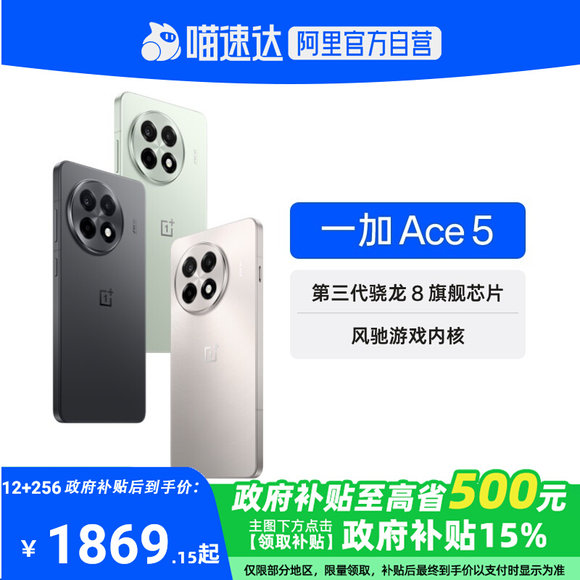 喵速达 阿里官方自营
一加 Ace 5
第三代骁龙 8 旗舰芯片
风驰游戏内核
12+256 政府补贴后到手价：
¥ 1869.15起
政府补贴至高省500元
主图下方点击
【领取补贴】
政府补贴15%
仅限部分地区，限量领取，补贴后最终到手价以支付时显示为准